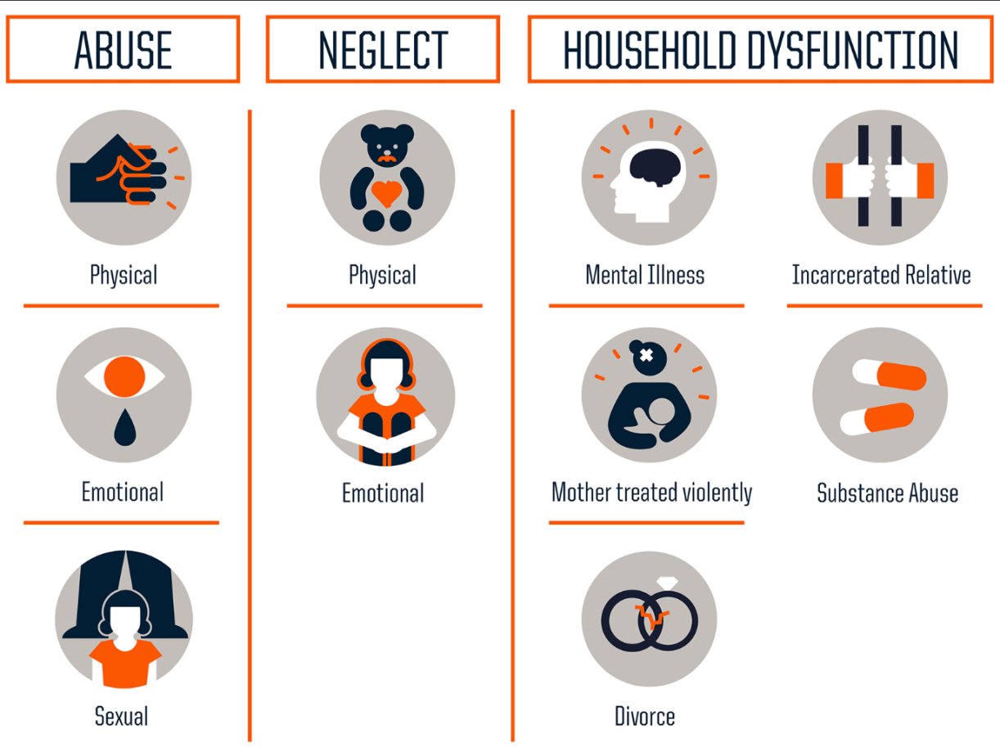 ABUSE
NEGLECT
HOUSEHOLD DYSFUNCTION
Physical
Physical
Mental Illness
Incarcerated Relative
Emotional
Emotional
Mother treated violently
Substance Abuse
Sexual
Divorce